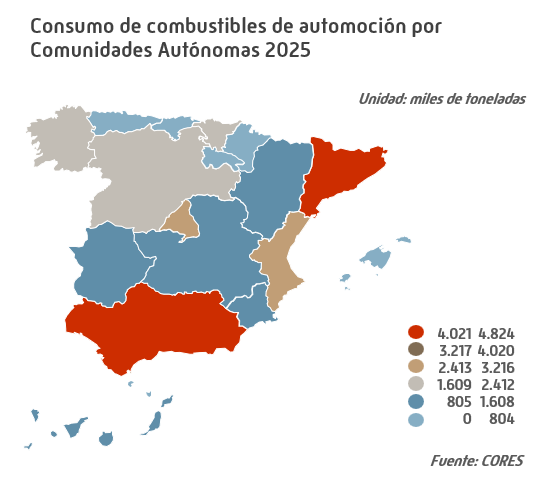 Consumo de combustibles de automoción por
Comunidades Autónomas 2025
Unidad: miles de toneladas
4.021 4.824
3.217 4.020
2.413 3.216
1.609 2.412
805 1.608
0 804
Fuente: CORES